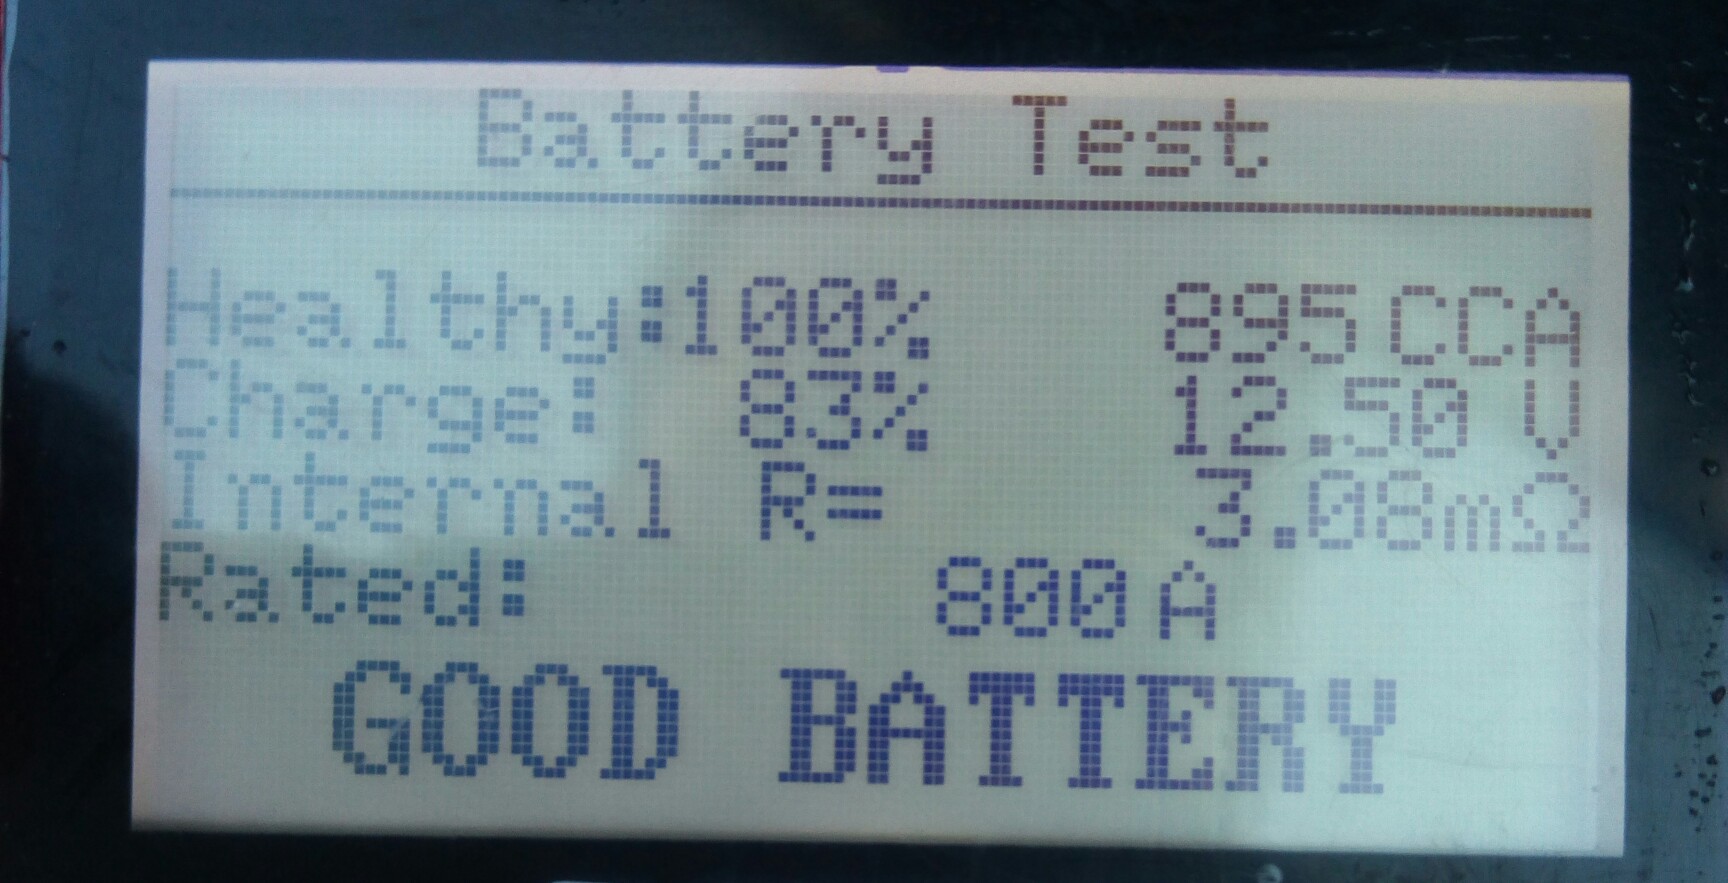 Battery Test
Healthy:100% 895CCA
Charge: 83% 12.50 V
Internal R= 3.08mΩ
Rated: 800A
GOOD BATTERY